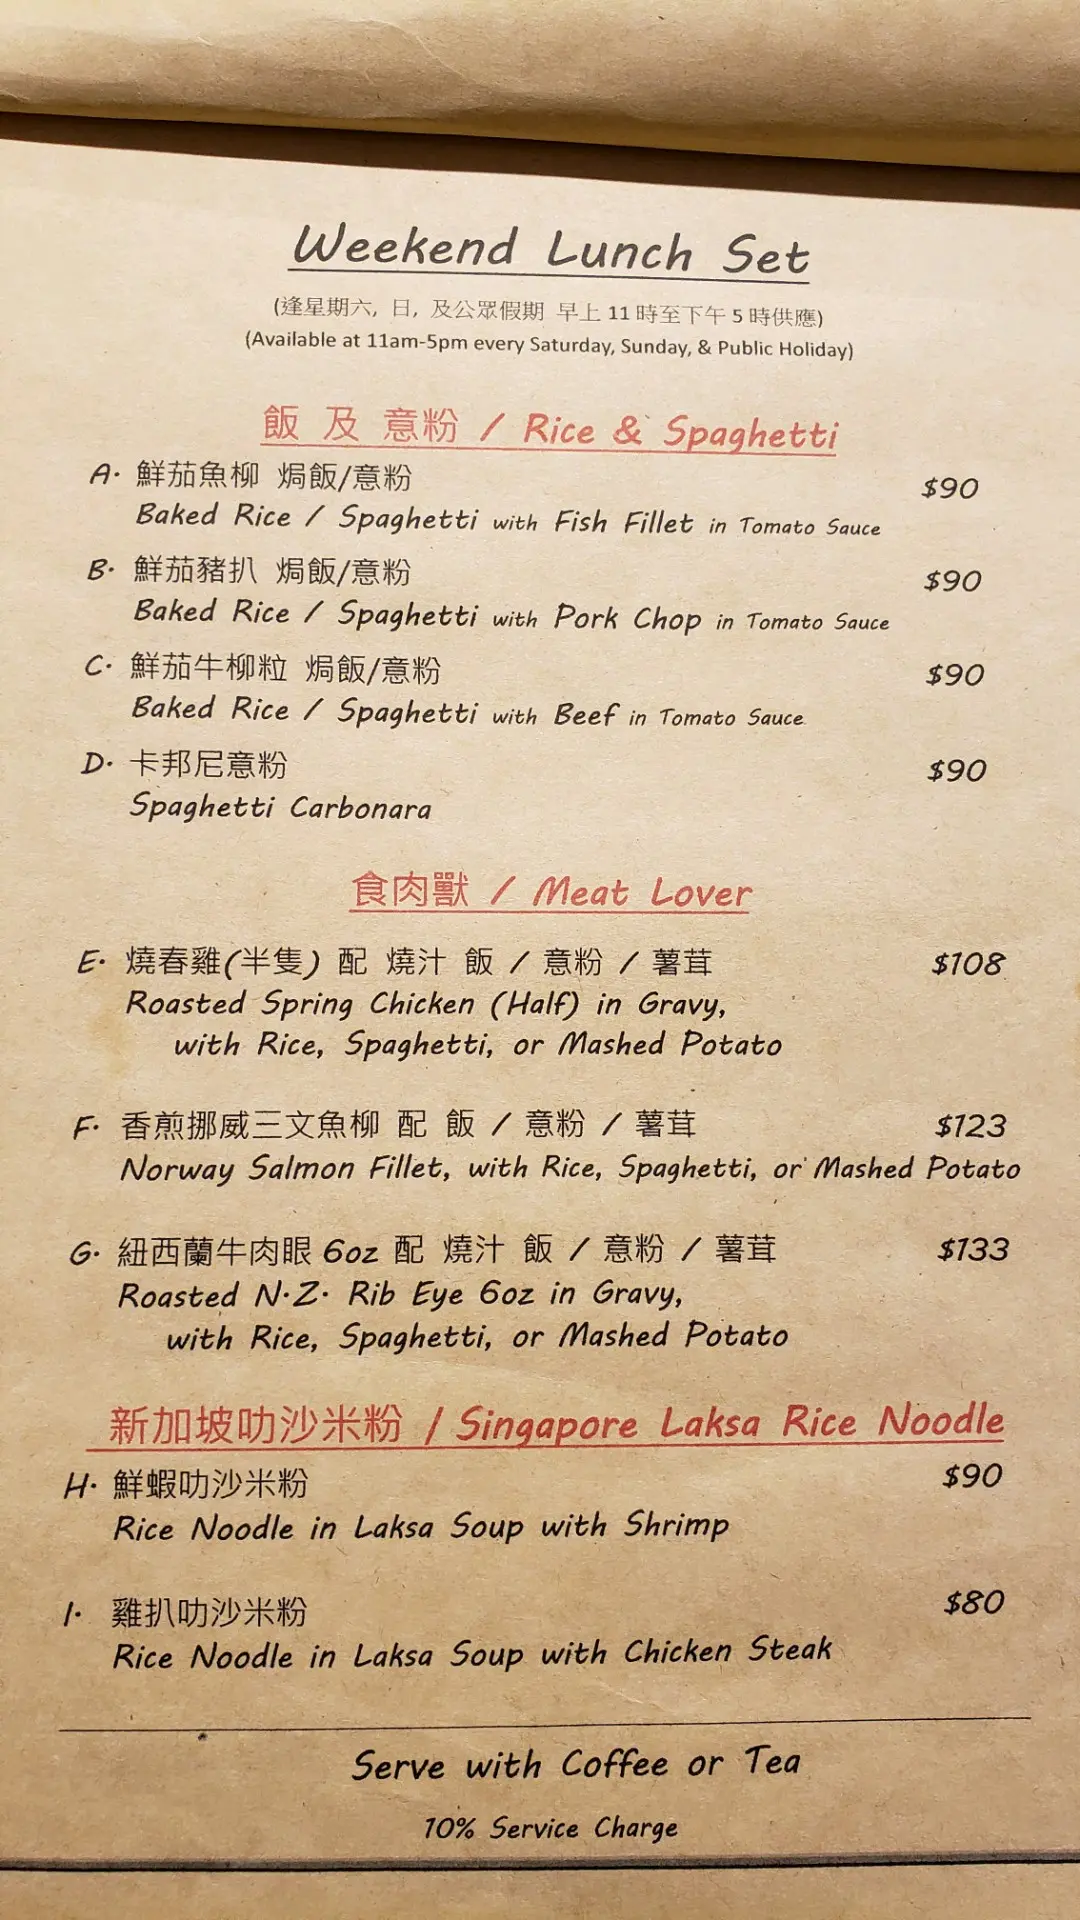 Weekend Lunch Set
(逢星期六, 日, 及公眾假期 早上 11 時至下午 5 時供應)
(Available at 11am-5pm every Saturday, Sunday, & Public Holiday)
飯 及 意粉 / Rice & Spaghetti
A. 鮮茄魚柳 焗飯/意粉 $90
Baked Rice / Spaghetti with Fish Fillet in Tomato Sauce
B. 鮮茄豬扒 焗飯/意粉 $90
Baked Rice / Spaghetti with Pork Chop in Tomato Sauce
C. 鮮茄牛柳粒 焗飯/意粉 $90
Baked Rice / Spaghetti with Beef in Tomato Sauce
D. 卡邦尼意粉 $90
Spaghetti Carbonara
食肉獸 / Meat Lover
E. 燒春雞(半隻) 配 燒汁 飯 / 意粉 / 薯茸 $108
Roasted Spring Chicken (Half) in Gravy,
with Rice, Spaghetti, or Mashed Potato
F. 香煎挪威三文魚柳 配 飯 / 意粉 / 薯茸 $123
Norway Salmon Fillet, with Rice, Spaghetti, or Mashed Potato
G. 紐西蘭牛肉眼 6oz 配 燒汁 飯 / 意粉 / 薯茸 $133
Roasted N.Z. Rib Eye 6oz in Gravy,
with Rice, Spaghetti, or Mashed Potato
新加坡叻沙米粉 / Singapore Laksa Rice Noodle
H. 鮮蝦叻沙米粉 $90
Rice Noodle in Laksa Soup with Shrimp
I. 雞扒叻沙米粉 $80
Rice Noodle in Laksa Soup with Chicken Steak
Serve with Coffee or Tea
10% Service Charge